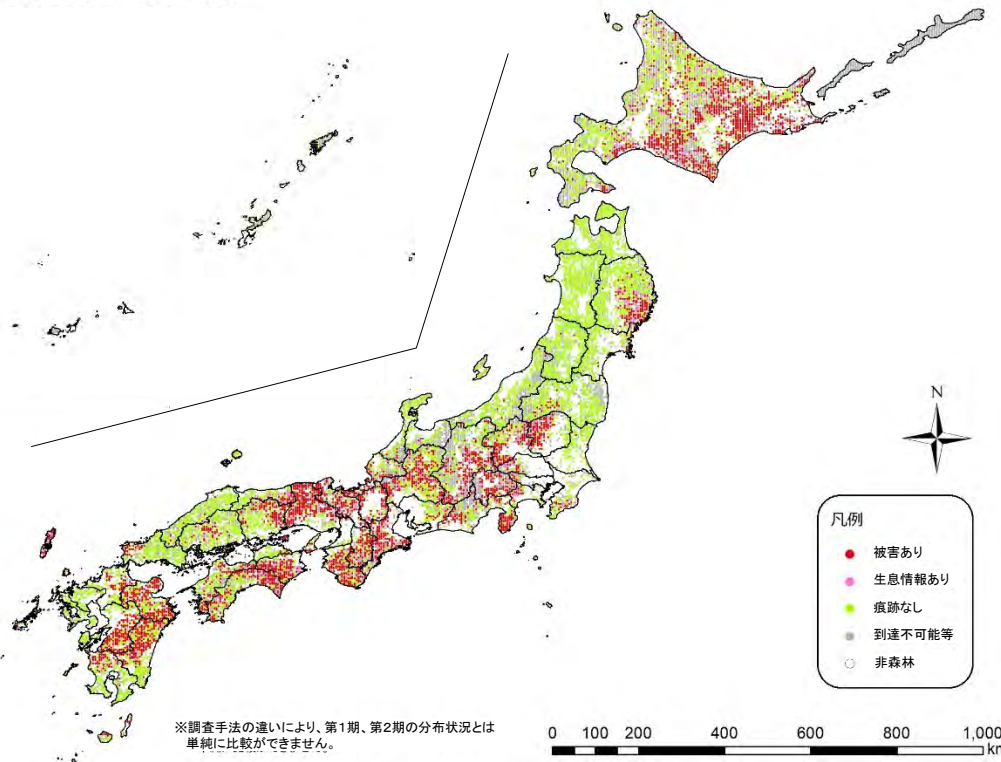 N
凡例
被害あり
生息情報あり
痕跡なし
到達不可能等
非森林
※調査手法の違いにより、第1期、第2期の分布状況とは
単純に比較ができません。
0 200 400 600 800 1,000
km